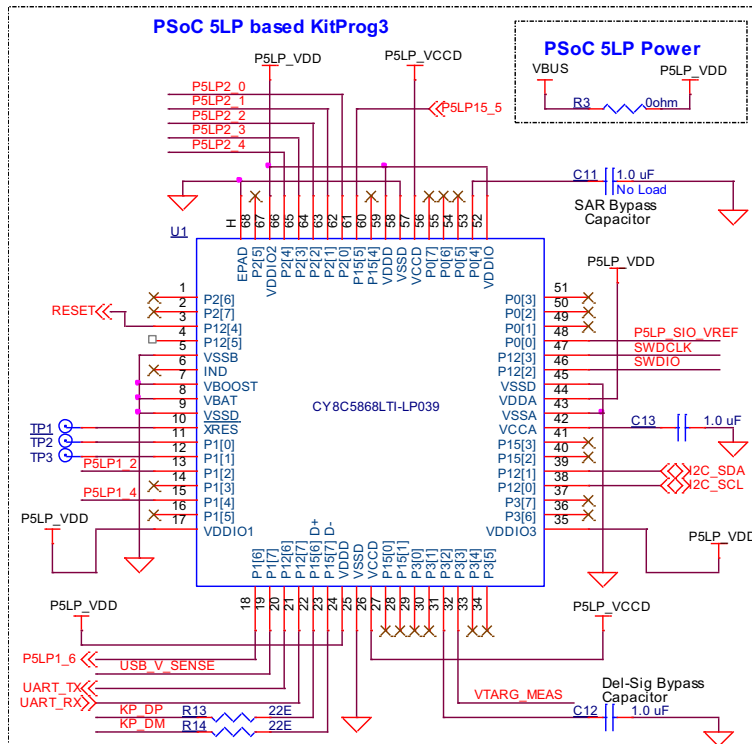 PSoC 5LP based KitProg3
PSoC 5LP Power
VBUS
P5LP_VDD
R3
0ohm
P5LP_VDD
P5LP_VCCD
P5LP2_0
P5LP2_1
P5LP2_2
P5LP2_3
P5LP2_4
P5LP15_5
C11
1.0 uF
No Load
SAR Bypass
Capacitor
U1
H
68
67
66
65
64
63
62
61
60
59
58
57
56
55
54
53
52
EPAD
P2[5]
VDDIO2
P2[4]
P2[3]
P2[2]
P2[1]
P2[0]
P15[5]
P15[4]
VDDD
VSSD
VCCD
P0[7]
P0[6]
P0[5]
P0[4]
VDDIO
RESET
1 P2[6]
2 P2[7]
3 P12[4]
4 P12[5]
5 VSSB
6 IND
7 VBOOST
8 VBAT
9 VSSD
10 XRES
11 P1[0]
12 P1[1]
13 P1[2]
14 P1[3]
15 P1[4]
16 P1[5]
17 VDDIO1
TP1
TP2
TP3
P5LP1_2
P5LP1_4
P5LP_VDD
CY8C5868LTI-LP039
P5LP_VDD
P0[3] 51
P0[2] 50
P0[1] 49
P0[0] 48
P12[3] 47
P12[2] 46
VSSD 45
VDDA 44
VSSA 43
VCCA 42
P15[3] 41
P15[2] 40
P12[1] 39
P12[0] 38
P3[7] 37
P3[6] 36
VDDIO3 35
P5LP_SIO_VREF
SWDCLK
SWDIO
C13
1.0 uF
I2C_SDA
I2C_SCL
P5LP_VDD
P1[6]
P1[7]
P12[6]
P12[7]
P15[6] D+
P15[7] D-
VDDD
VSSD
VCCD
P15[0]
P15[1]
P3[0]
P3[1]
P3[2]
P3[3]
P3[4]
P3[5]
18
19
20
21
22
23
24
25
26
27
28
29
30
31
32
33
34
P5LP_VDD
P5LP_VCCD
P5LP1_6
USB_V_SENSE
UART_TX
UART_RX
KP_DP
R13
22E
KP_DM
R14
22E
VTARG_MEAS
Del-Sig Bypass
Capacitor
C12
1.0 uF